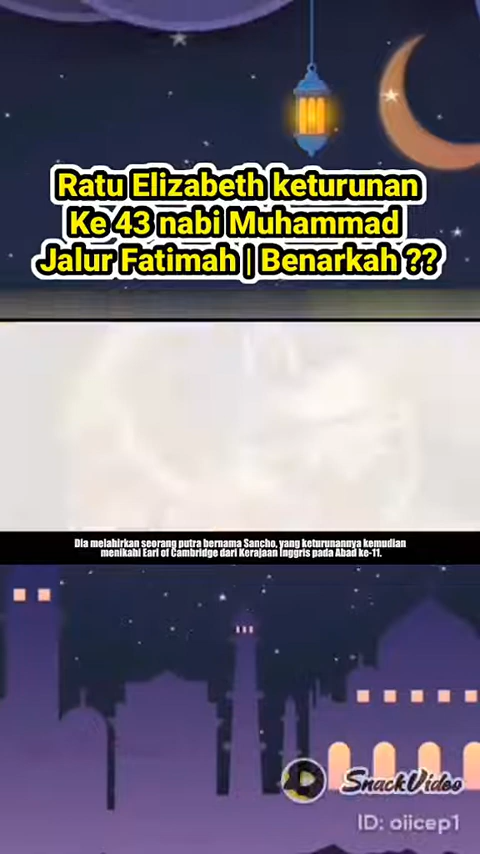 Ratu Elizabeth keturunan
Ke 43 nabi Muhammad
Jalur Fatimah | Benarkah ??
Dia melahirkan seorang putra bernama Sancho, yang keturunannya kemudian
menikahi Earl of Cambridge dari Kerajaan Inggris pada Abad ke-11.
SnackVideo
ID: oiicep1